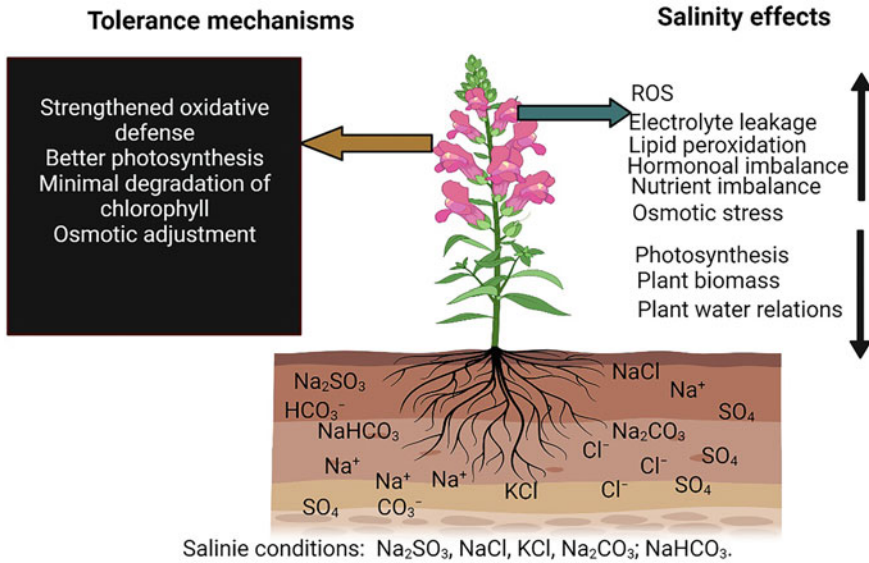 Tolerance mechanisms
Strengthened oxidative
defense
Better photosynthesis
Minimal degradation of
chlorophyll
Osmotic adjustment
Salinity effects
ROS
Electrolyte leakage
Lipid peroxidation
Hormonoal imbalance
Nutrient imbalance
Osmotic stress
Photosynthesis
Plant biomass
Plant water relations
Na₂SO₃
HCO₃⁻
NaHCO₃
Na⁺
Na⁺
Na⁺
SO₄
CO₃⁻
KCl
NaCl
Na⁺
SO₄
Na₂CO₃
Cl⁻
Cl⁻
SO₄
Cl⁻
SO₄
Salinie conditions: Na₂SO₃, NaCl, KCl, Na₂CO₃; NaHCO₃.